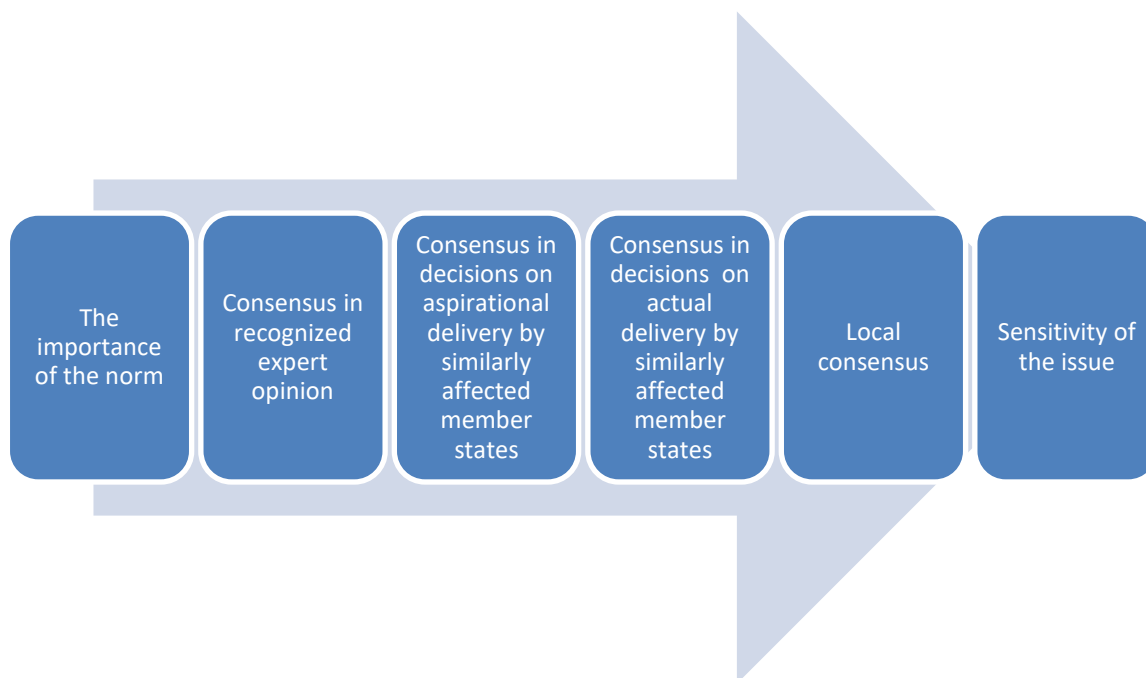 The
importance
of the norm
Consensus in
recognized
expert
opinion
Consensus in
decisions on
aspirational
delivery by
similarly
affected
member
states
Consensus in
decisions  on
actual
delivery by
similarly
affected
member
states
Local
consensus
Sensitivity of
the issue